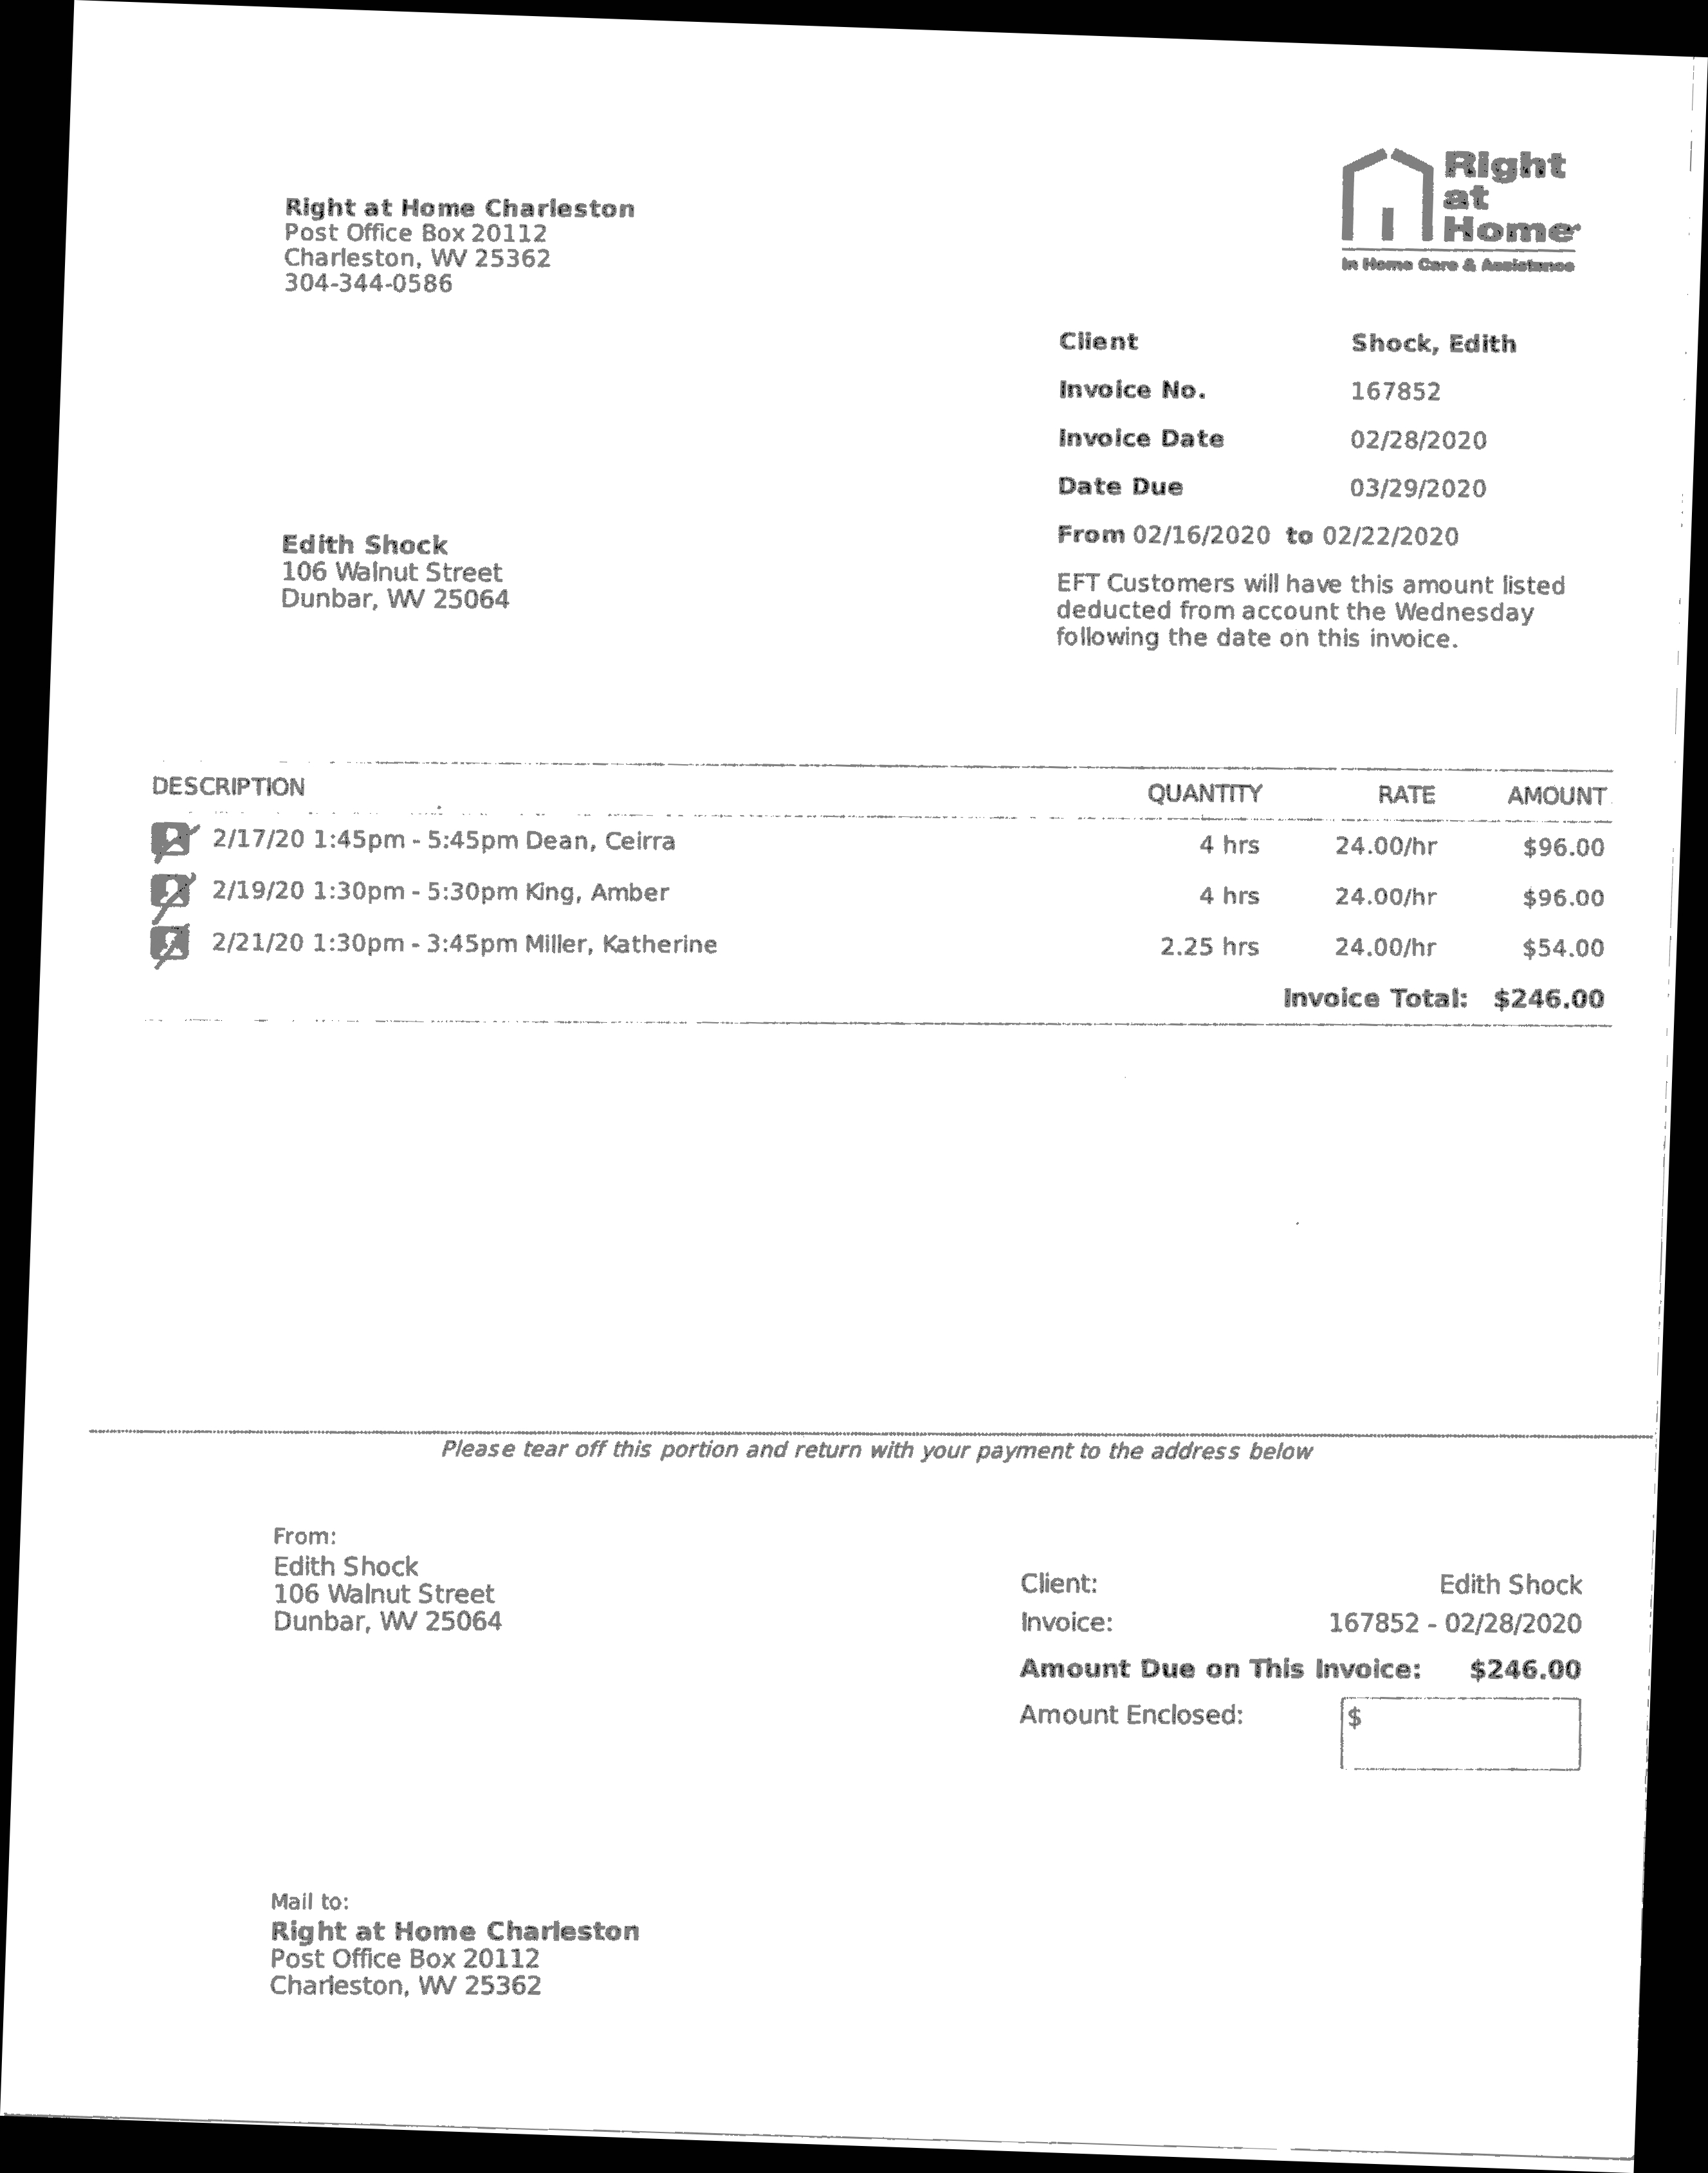 Right at Home Charleston
Post Office Box 20112
Charleston, WV 25362
304-344-0586
Right
at
Home
In Home Care & Assistance
Client Shock, Edith
Invoice No. 167852
Invoice Date 02/28/2020
Date Due 03/29/2020
From 02/16/2020 to 02/22/2020
EFT Customers will have this amount listed
deducted from account the Wednesday
following the date on this invoice.
Edith Shock
106 Walnut Street
Dunbar, WV 25064
DESCRIPTION QUANTITY RATE AMOUNT
2/17/20 1:45pm - 5:45pm Dean, Ceirra 4 hrs 24.00/hr $96.00
2/19/20 1:30pm - 5:30pm King, Amber 4 hrs 24.00/hr $96.00
2/21/20 1:30pm - 3:45pm Miller, Katherine 2.25 hrs 24.00/hr $54.00
Invoice Total: $246.00
Please tear off this portion and return with your payment to the address below
From:
Edith Shock
106 Walnut Street
Dunbar, WV 25064
Client: Edith Shock
Invoice: 167852 - 02/28/2020
Amount Due on This Invoice: $246.00
Amount Enclosed: $
Mail to:
Right at Home Charleston
Post Office Box 20112
Charleston, WV 25362